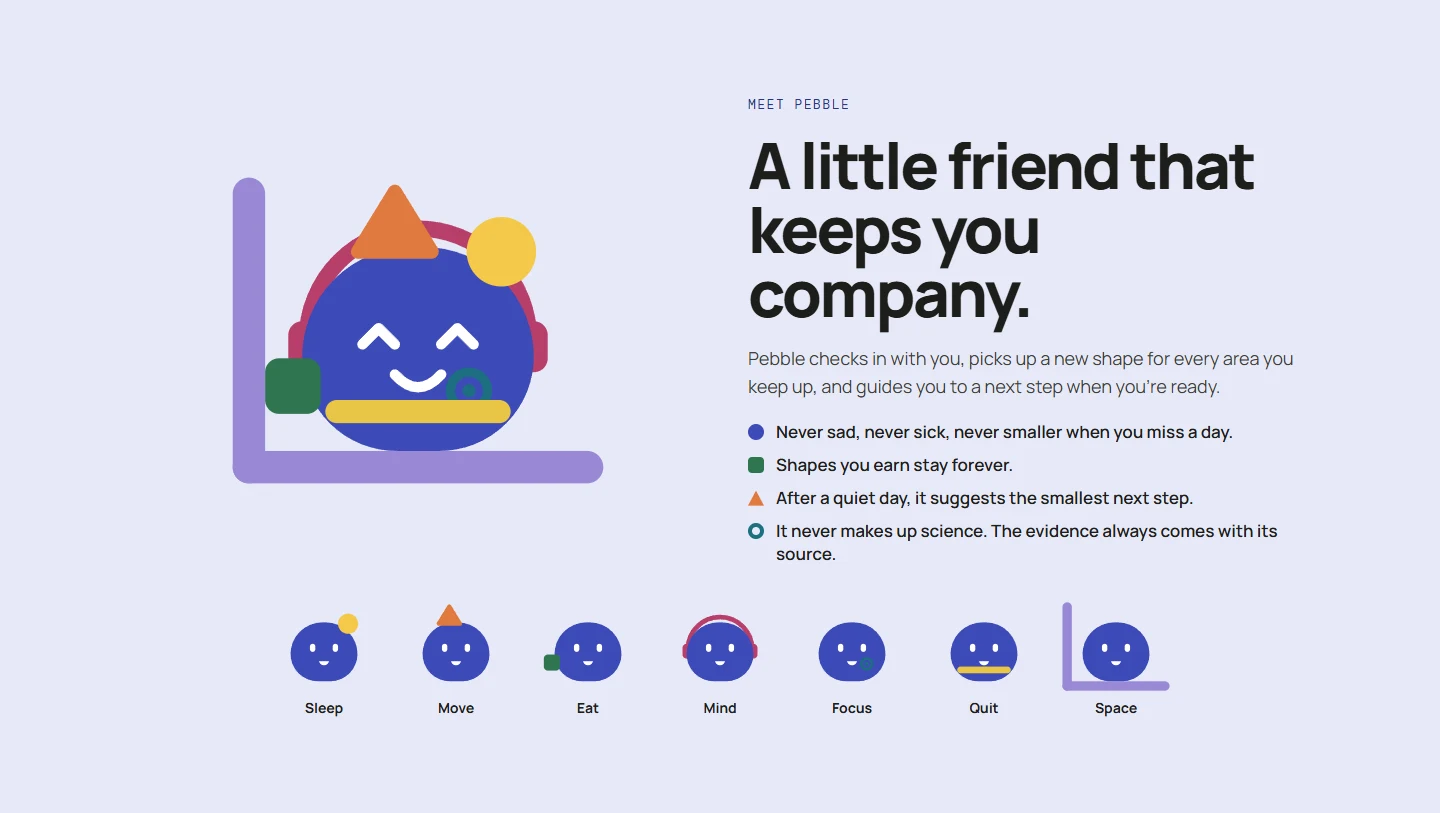 MEET PEBBLE
A little friend that
keeps you
company.
Pebble checks in with you, picks up a new shape for every area you
keep up, and guides you to a next step when you're ready.
Never sad, never sick, never smaller when you miss a day.
Shapes you earn stay forever.
After a quiet day, it suggests the smallest next step.
It never makes up science. The evidence always comes with its
source.
Sleep
Move
Eat
Mind
Focus
Quit
Space